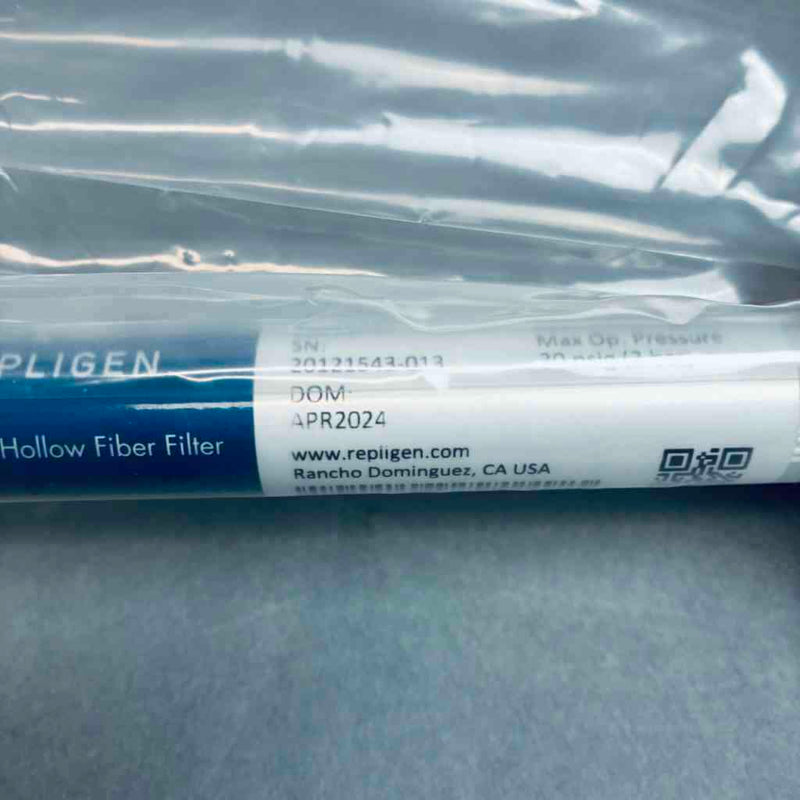 PLIGEN
Hollow Fiber Filter
SN:
20121543-013
DOM:
APR2024
www.repligen.com
Rancho Dominguez, CA USA
Max Op. Pressure